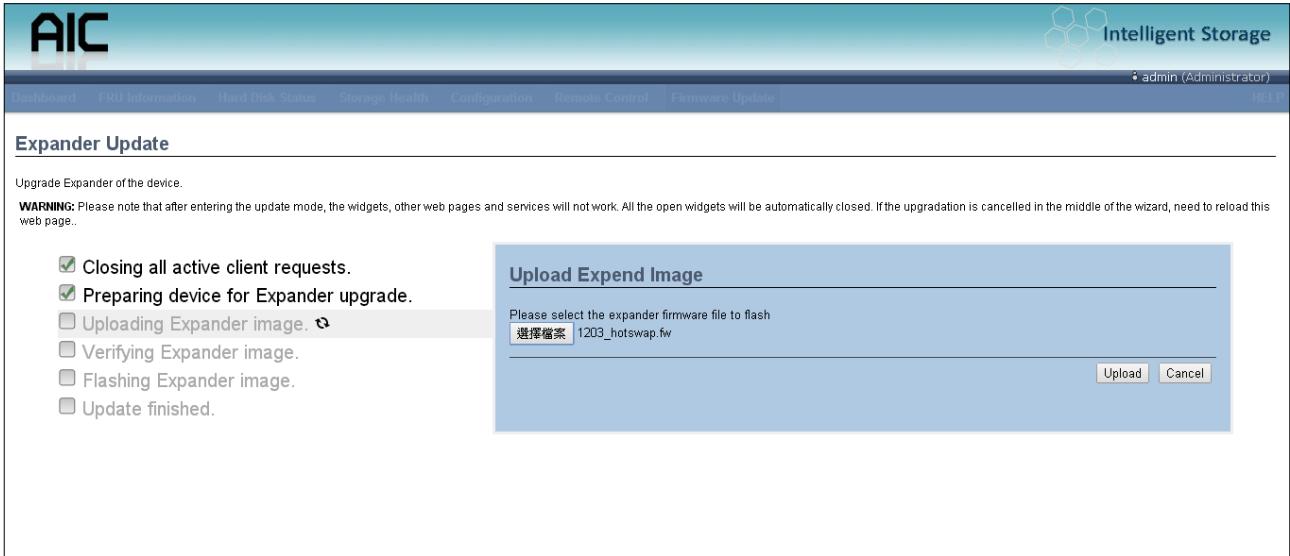 AIC
Intelligent Storage
admin (Administrator)
Dashboard FRU Information Hard Disk Status Storage Health Configuration Remote Control Firmware Update HELP
Expander Update
Upgrade Expander of the device.
WARNING: Please note that after entering the update mode, the widgets, other web pages and services will not work. All the open widgets will be automatically closed. If the upgradation is cancelled in the middle of the wizard, need to reload this
web page..
Closing all active client requests.
Preparing device for Expander upgrade.
Uploading Expander image.
Verifying Expander image.
Flashing Expander image.
Update finished.
Upload Expend Image
Please select the expander firmware file to flash
選擇檔案 1203_hotswap.fw
Upload Cancel